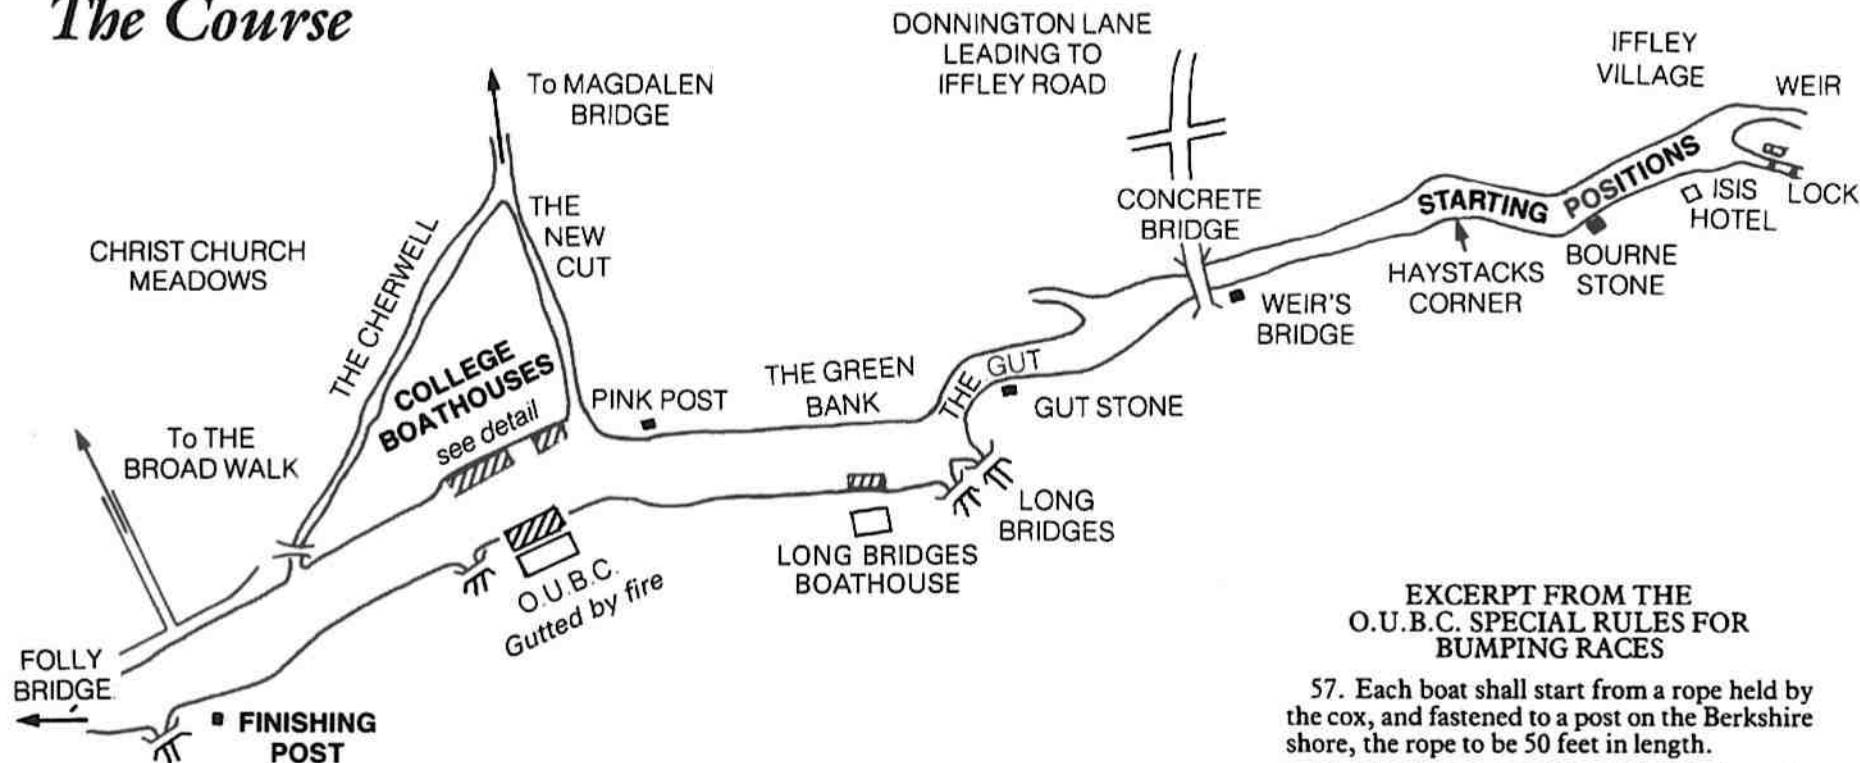 The Course
DONNINGTON LANE
LEADING TO
IFFLEY ROAD
IFFLEY
VILLAGE
WEIR
To MAGDALEN
BRIDGE
THE
NEW
CUT
CHRIST CHURCH
MEADOWS
THE CHERWELL
CONCRETE
BRIDGE
STARTING POSITIONS
ISIS
HOTEL
LOCK
HAYSTACKS
CORNER
BOURNE
STONE
WEIR'S
BRIDGE
COLLEGE
BOATHOUSES
see detail
PINK POST
THE GREEN
BANK
THE GUT
GUT STONE
To THE
BROAD WALK
LONG
BRIDGES
LONG BRIDGES
BOATHOUSE
O.U.B.C.
Gutted by fire
FOLLY
BRIDGE
FINISHING
POST
EXCERPT FROM THE
O.U.B.C. SPECIAL RULES FOR
BUMPING RACES
57. Each boat shall start from a rope held by
the cox, and fastened to a post on the Berkshire
shore, the rope to be 50 feet in length.